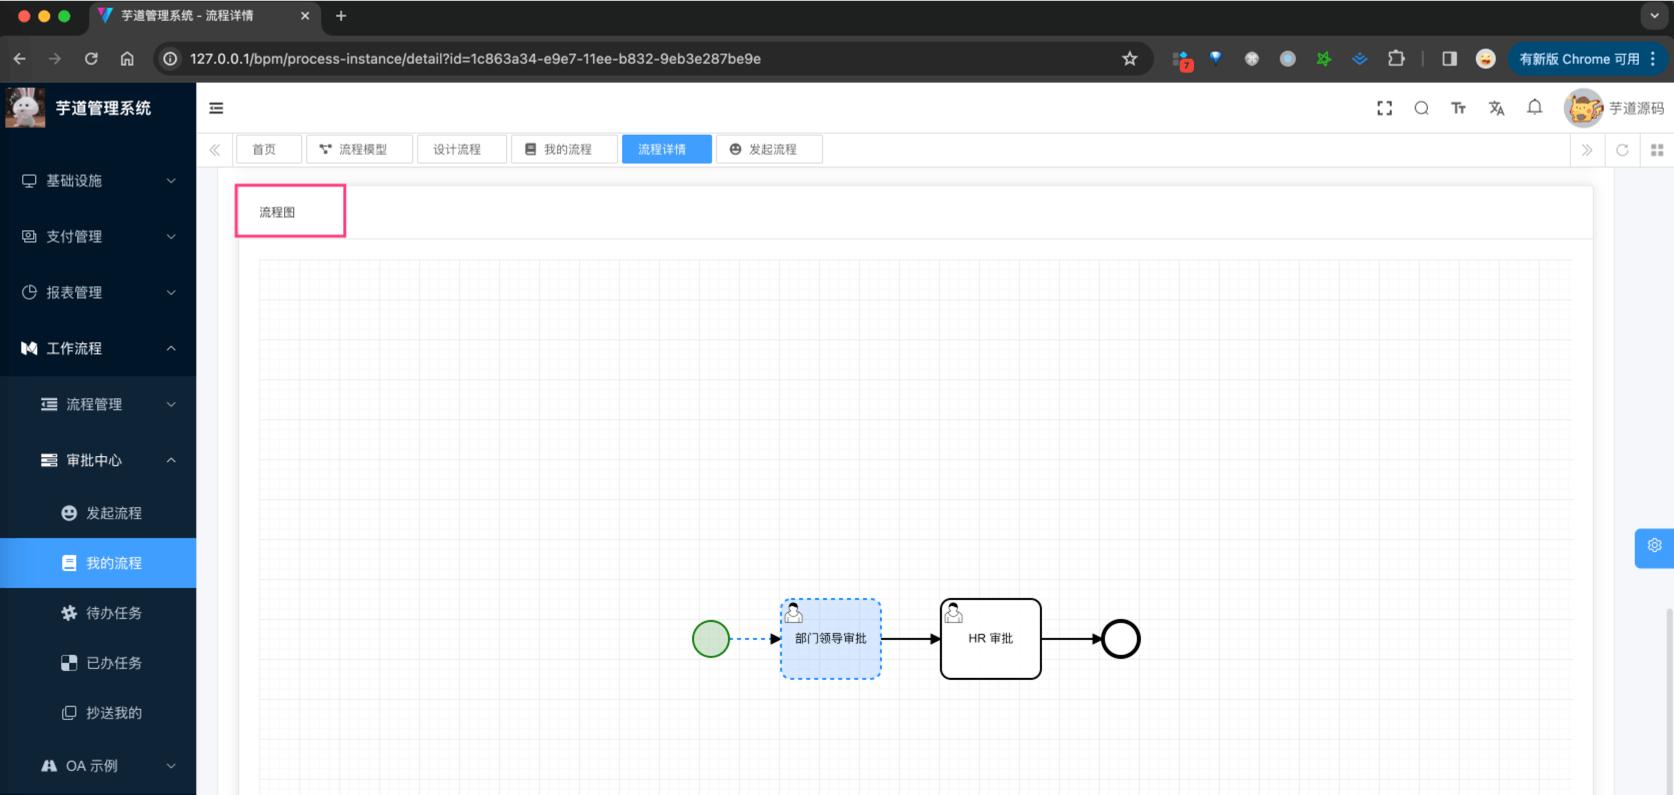 芋道管理系统 - 流程详情
127.0.0.1/bpm/process-instance/detail?id=1c863a34-e9e7-11ee-b832-9eb3e287be9e
7
有新版 Chrome 可用
芋道管理系统
芋道源码
首页
流程模型
设计流程
我的流程
流程详情
发起流程
基础设施
支付管理
报表管理
工作流程
流程管理
审批中心
发起流程
我的流程
待办任务
已办任务
抄送我的
OA 示例
流程图
部门领导审批
HR 审批